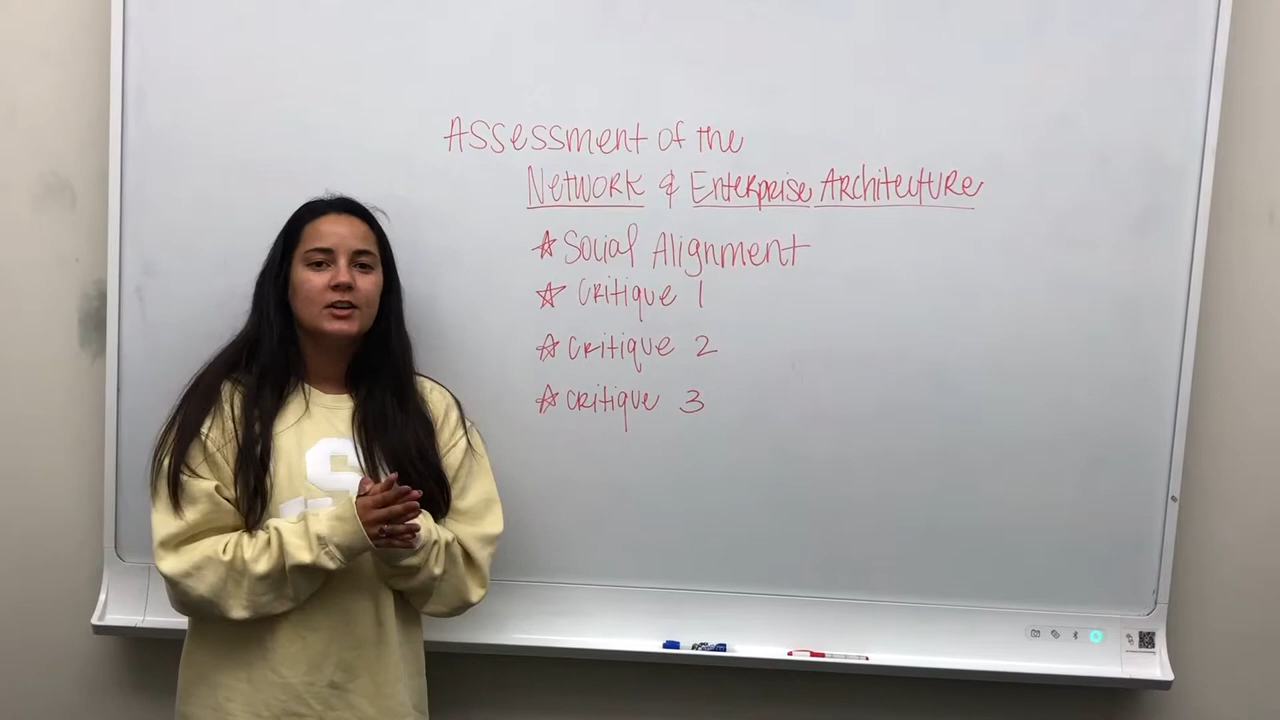 Assessment of the
Network & Enterprise Architecture
☆ Social Alignment
☆ Critique 1
☆ Critique 2
☆ Critique 3
S